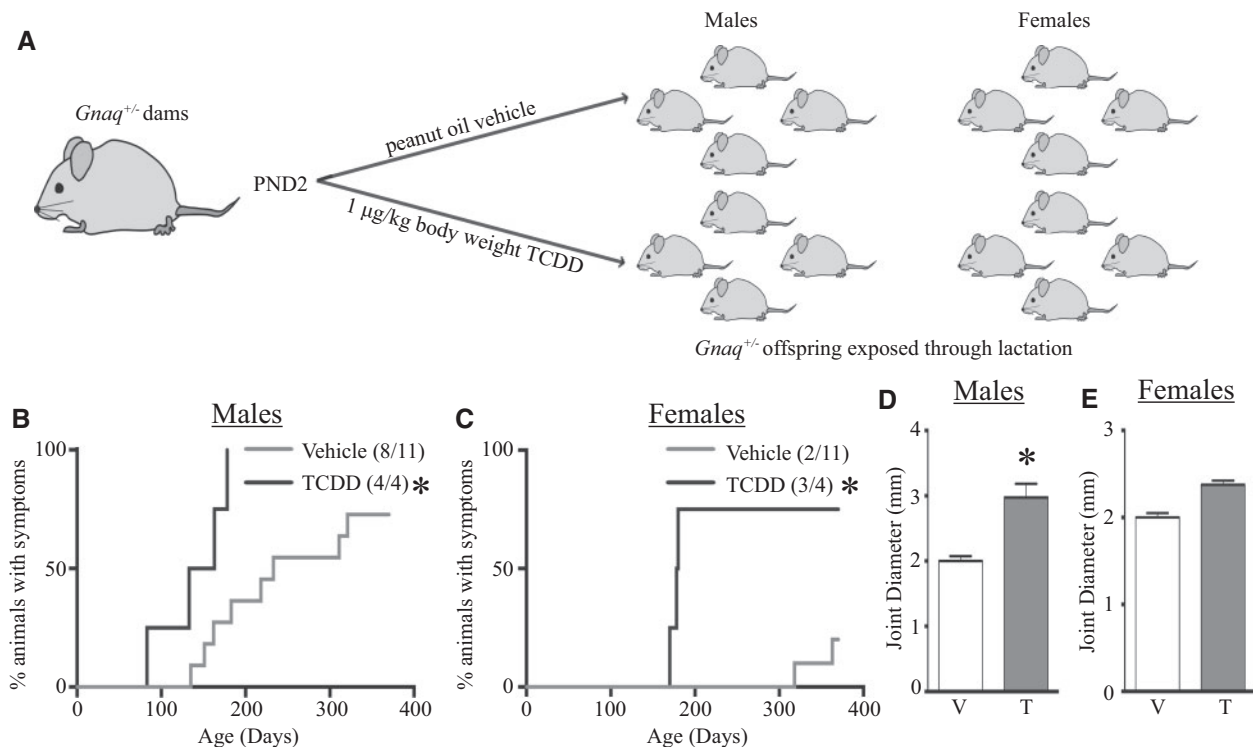 A
Males
Females
Gnaq+/- dams
peanut oil vehicle
PND2
1 µg/kg body weight TCDD
Gnaq+/- offspring exposed through lactation
B
Males
% animals with symptoms
100
50
0
Vehicle (8/11)
TCDD (4/4) *
0 100 200 300 400
Age (Days)
C
Females
% animals with symptoms
100
50
0
Vehicle (2/11)
TCDD (3/4) *
0 100 200 300 400
Age (Days)
D
Males
Joint Diameter (mm)
4
3
2
1
0
*
V T
E
Females
Joint Diameter (mm)
3
2
1
0
V T